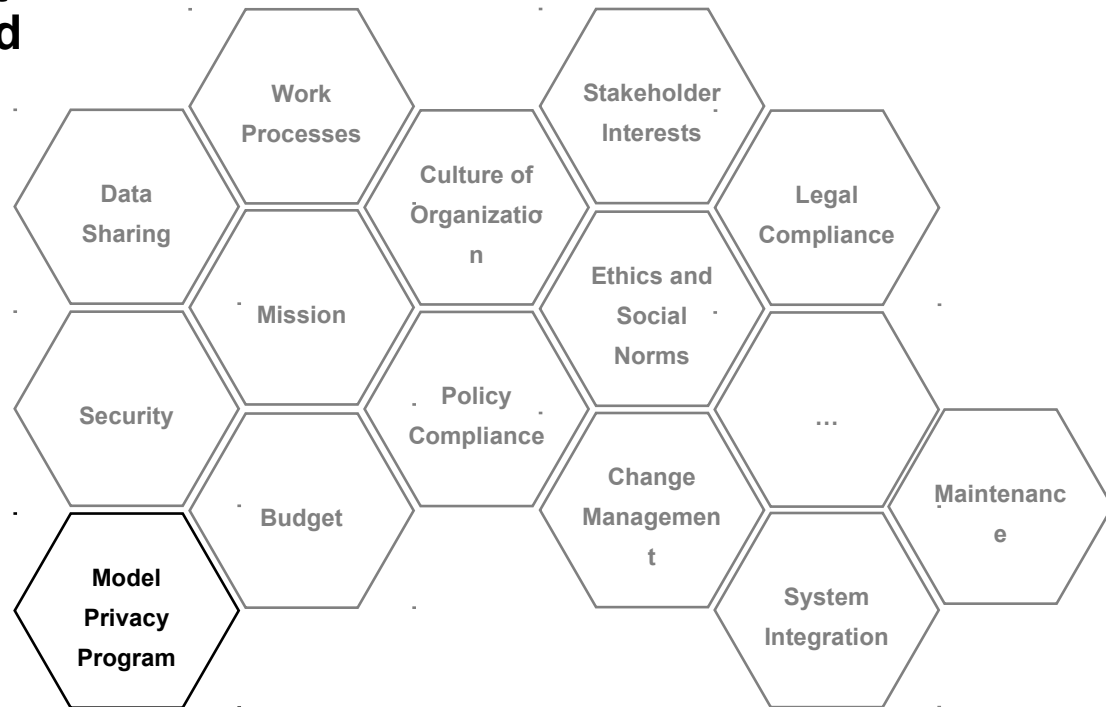 d
Work
Processes
Stakeholder
Interests
Data
Sharing
Culture of
Organizatio
n
Legal
Compliance
Mission
Ethics and
Social
Norms
Security
Policy
Compliance
...
Budget
Change
Managemen
t
Maintenanc
e
Model
Privacy
Program
System
Integration